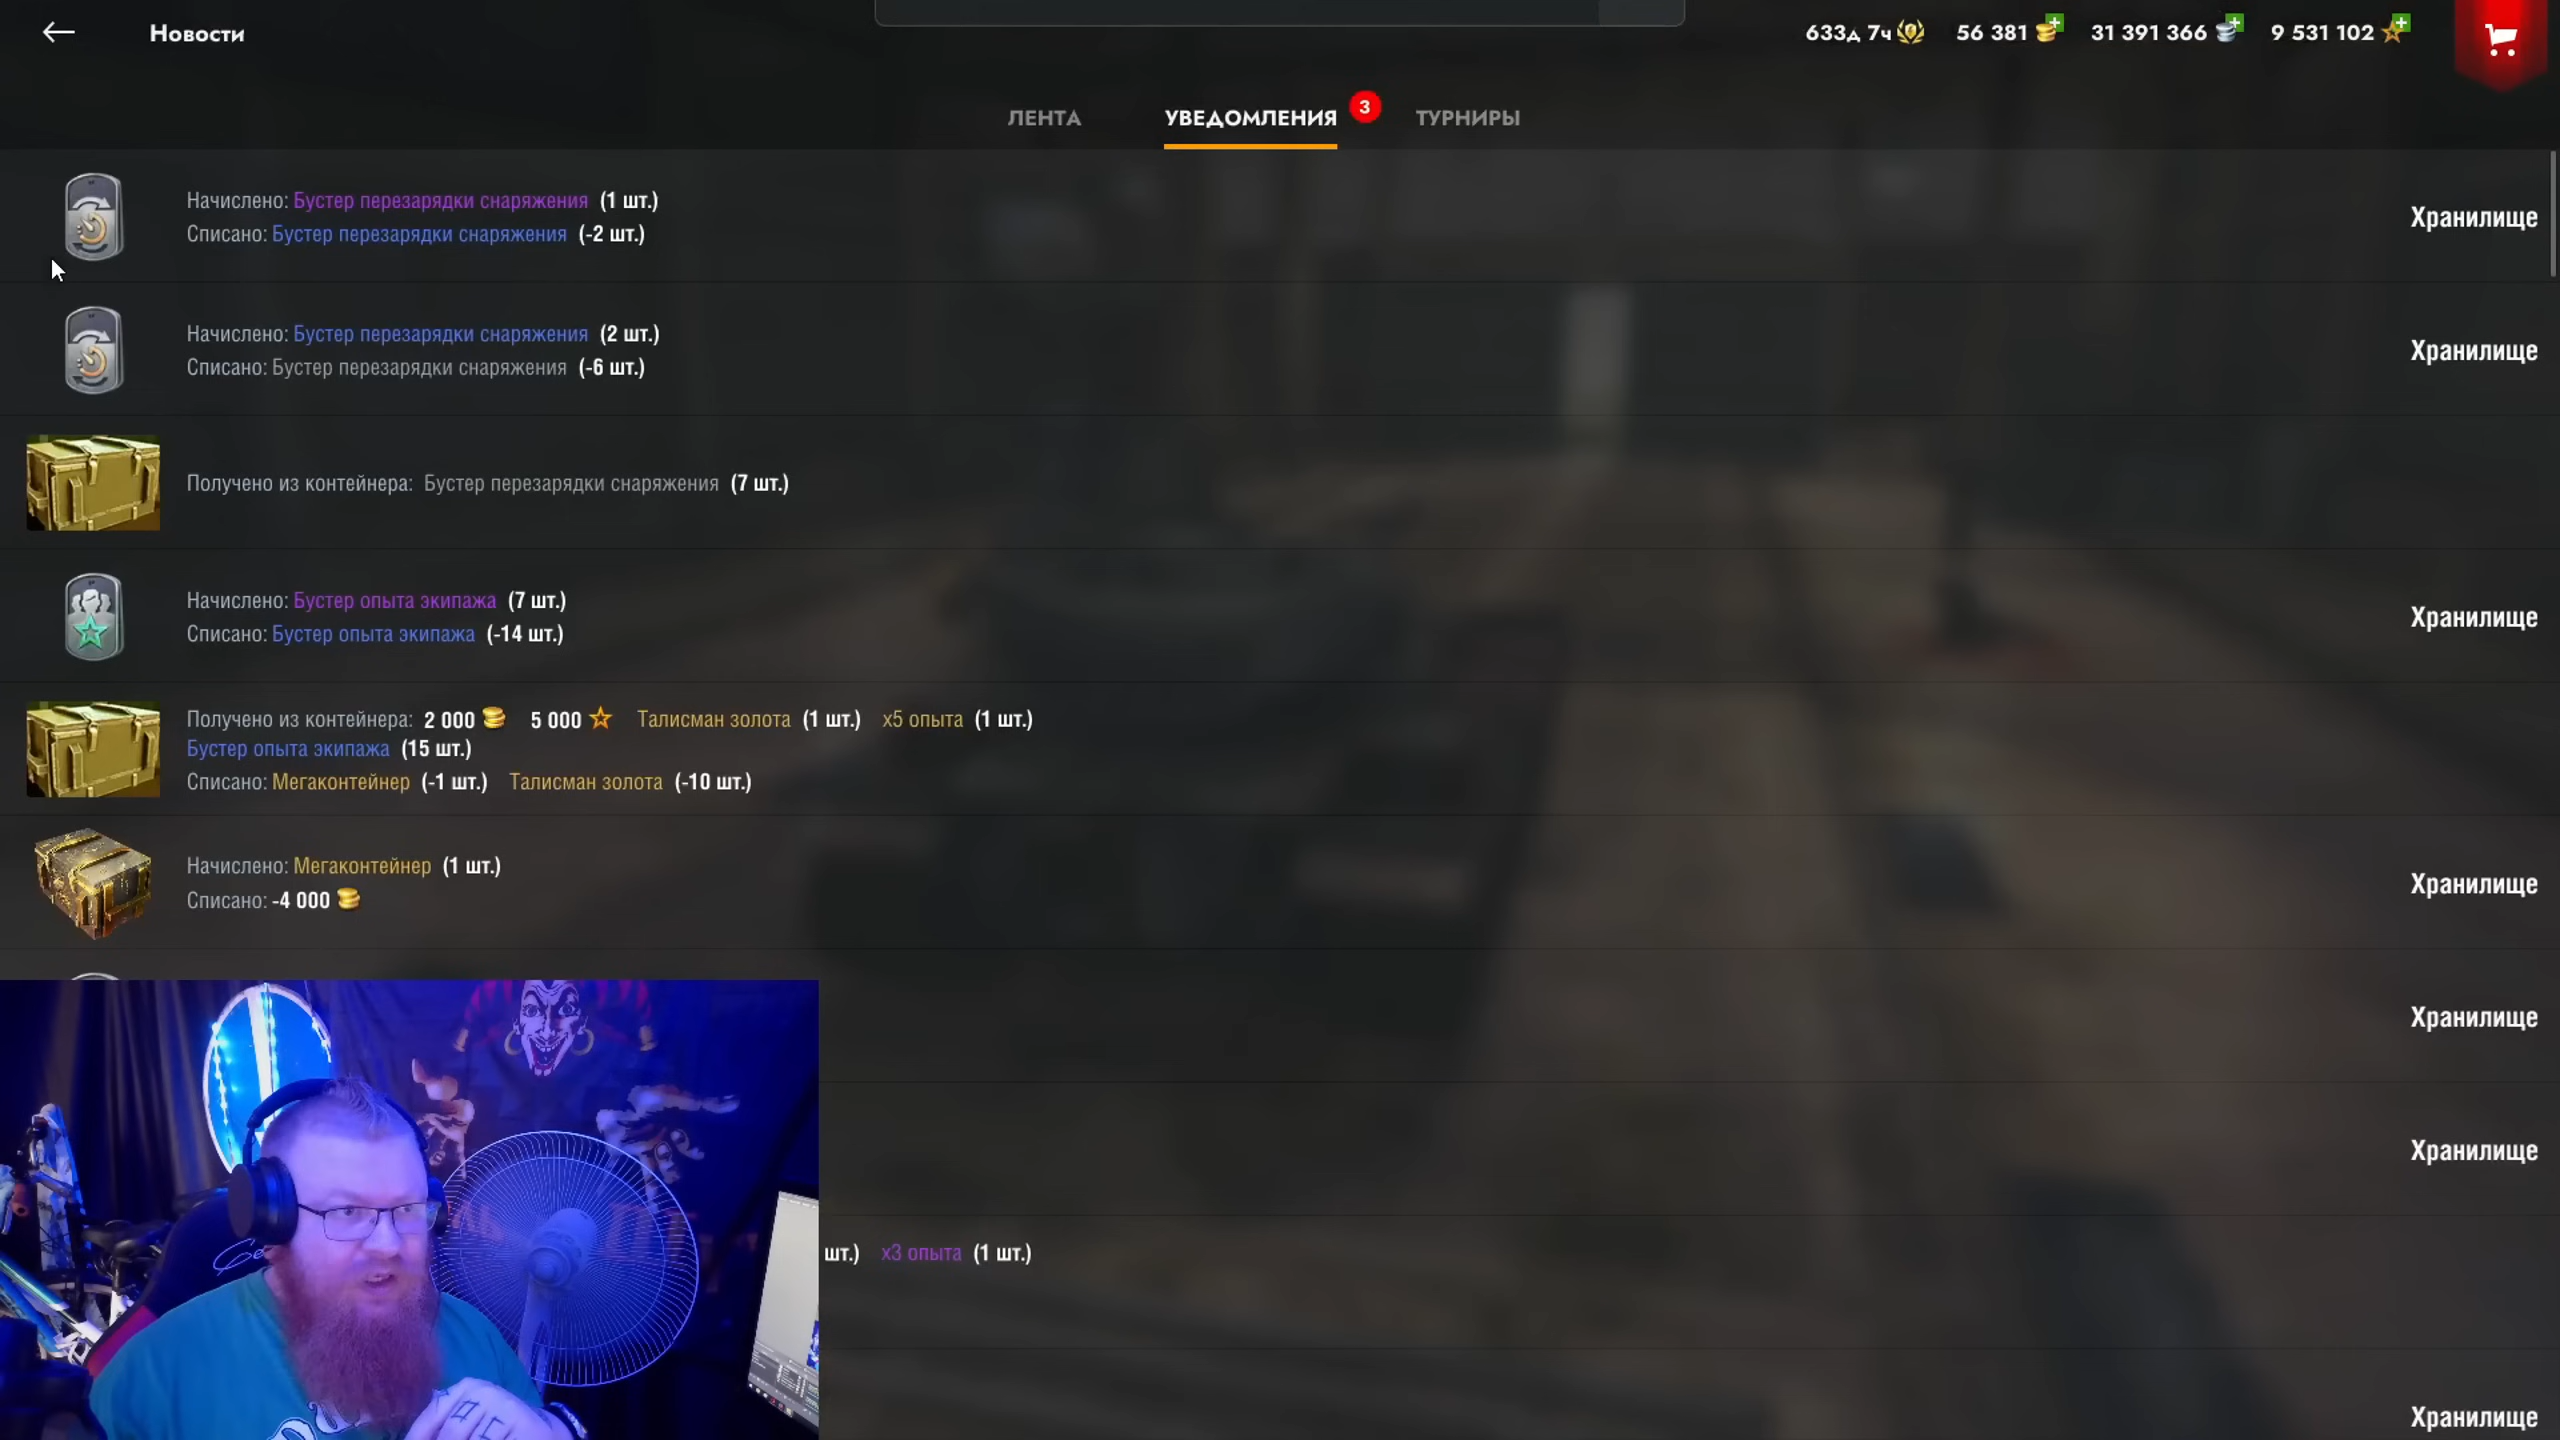 Новости
633д 7ч
56 381
31 391 366
9 531 102
ЛЕНТА
УВЕДОМЛЕНИЯ
3
ТУРНИРЫ
Начислено: Бустер перезарядки снаряжения (1 шт.)
Списано: Бустер перезарядки снаряжения (-2 шт.)
Хранилище
Начислено: Бустер перезарядки снаряжения (2 шт.)
Списано: Бустер перезарядки снаряжения (-6 шт.)
Хранилище
Получено из контейнера: Бустер перезарядки снаряжения (7 шт.)
Начислено: Бустер опыта экипажа (7 шт.)
Списано: Бустер опыта экипажа (-14 шт.)
Хранилище
Получено из контейнера: 2 000 5 000 Талисман золота (1 шт.) x5 опыта (1 шт.)
Бустер опыта экипажа (15 шт.)
Списано: Мегаконтейнер (-1 шт.) Талисман золота (-10 шт.)
Начислено: Мегаконтейнер (1 шт.)
Списано: -4 000
Хранилище
Хранилище
Хранилище
шт.) x3 опыта (1 шт.)
Хранилище